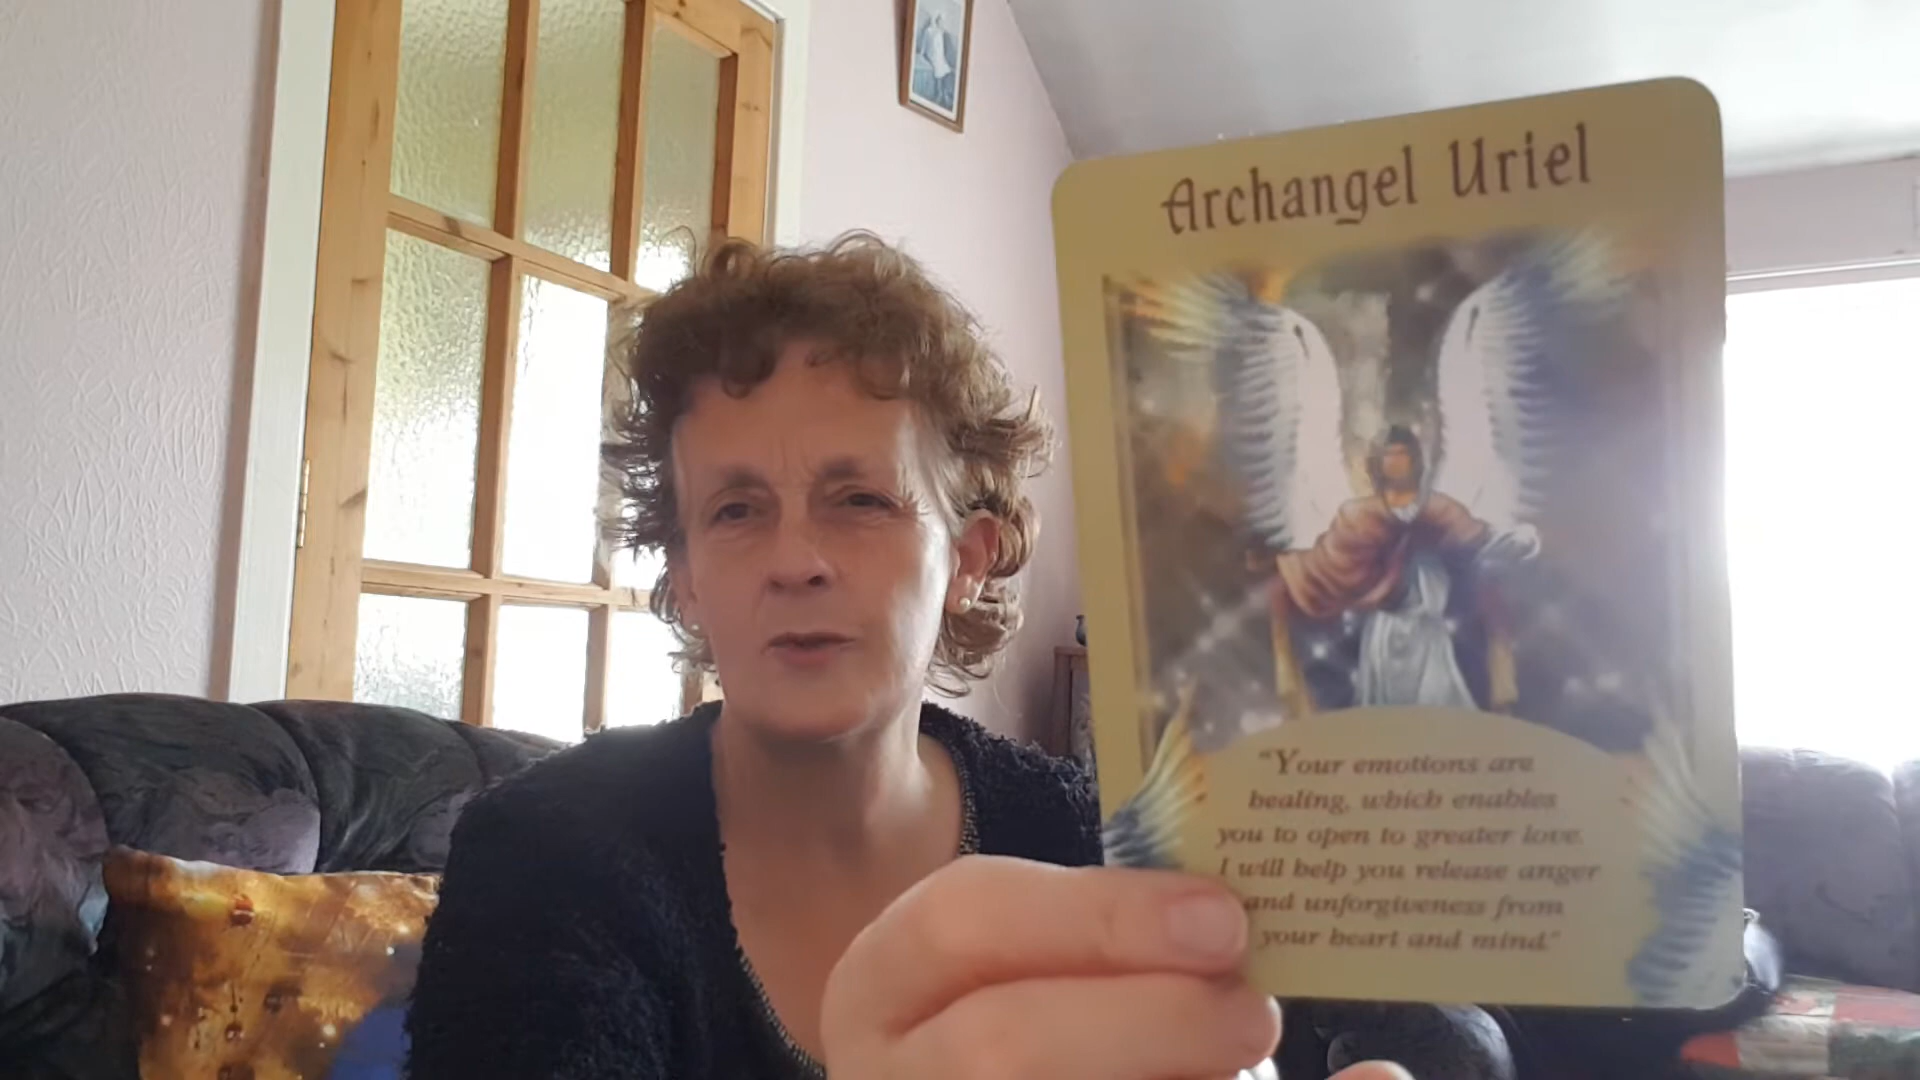 Archangel Uriel
"Your emotions are
healing, which enables
you to open to greater love.
I will help you release anger
and unforgiveness from
your heart and mind."